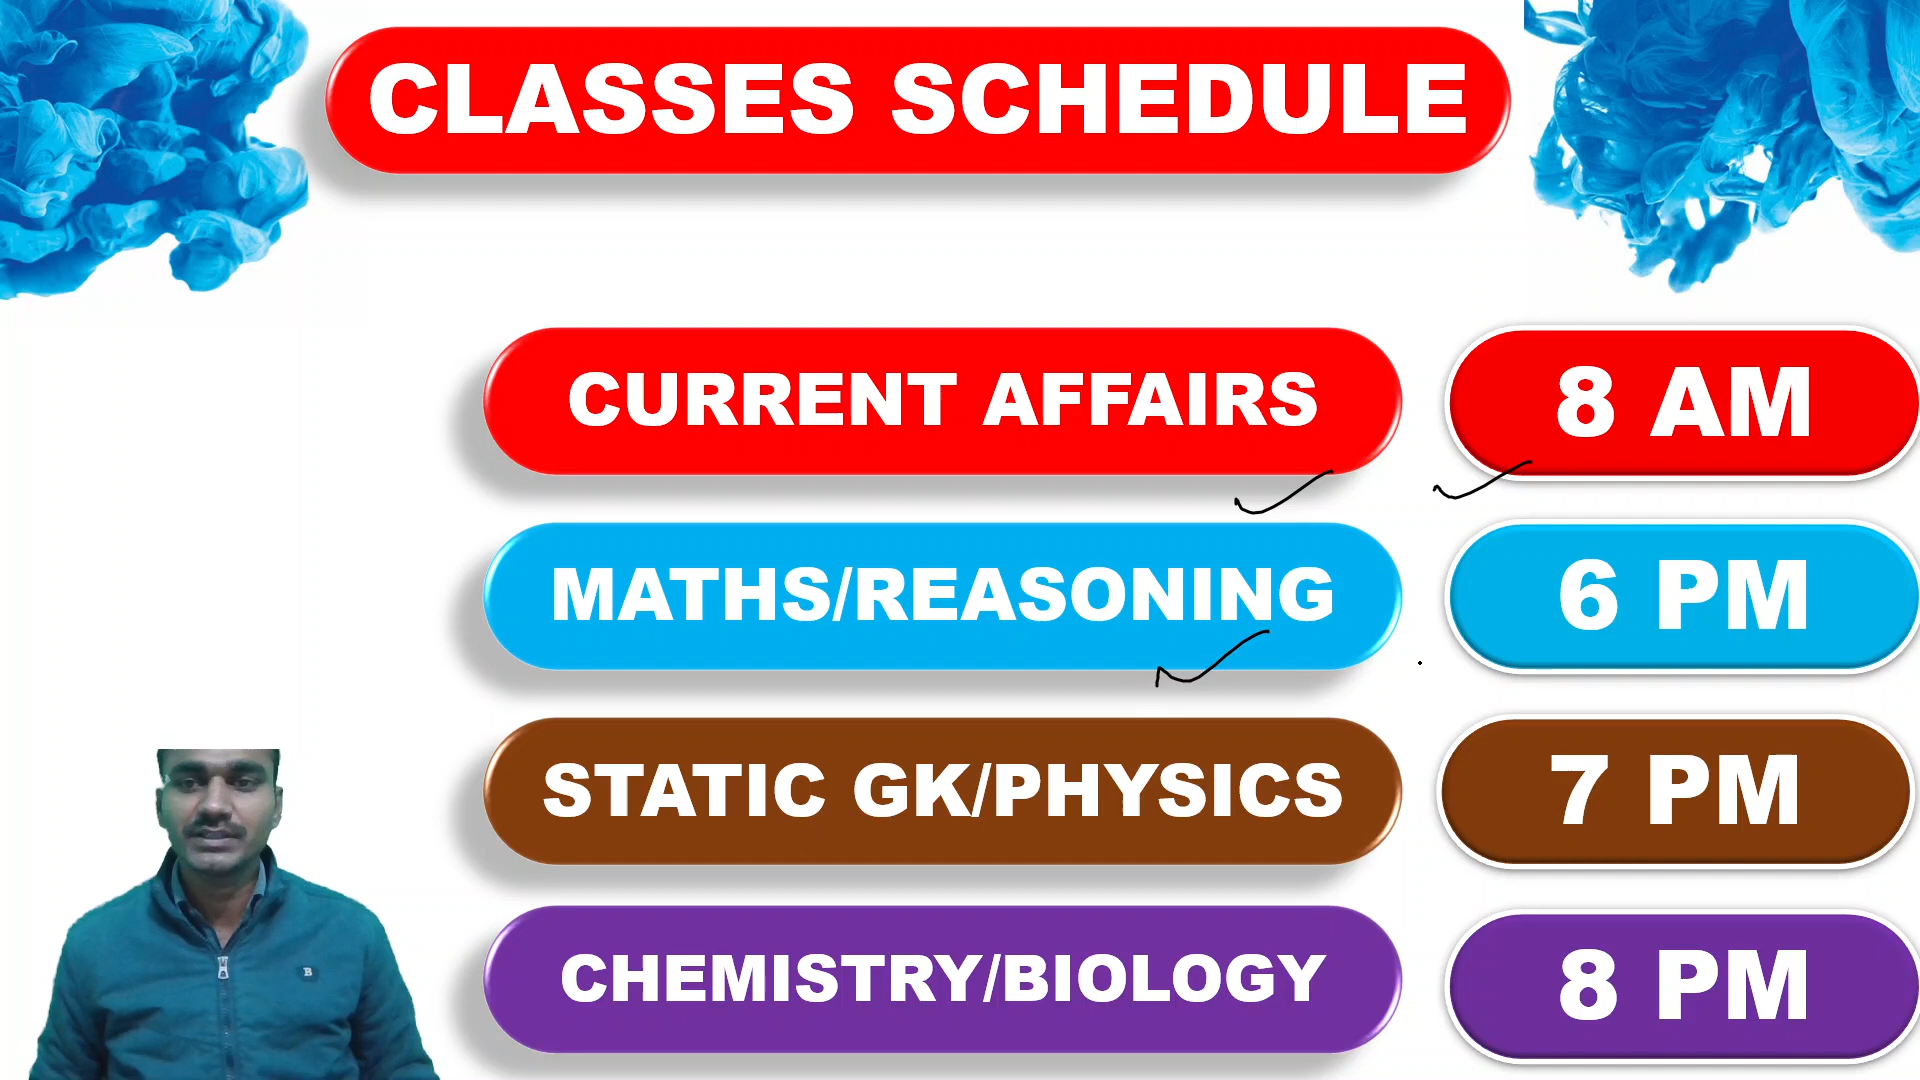 CLASSES SCHEDULE
CURRENT AFFAIRS 8 AM
MATHS/REASONING 6 PM
STATIC GK/PHYSICS 7 PM
CHEMISTRY/BIOLOGY 8 PM
B